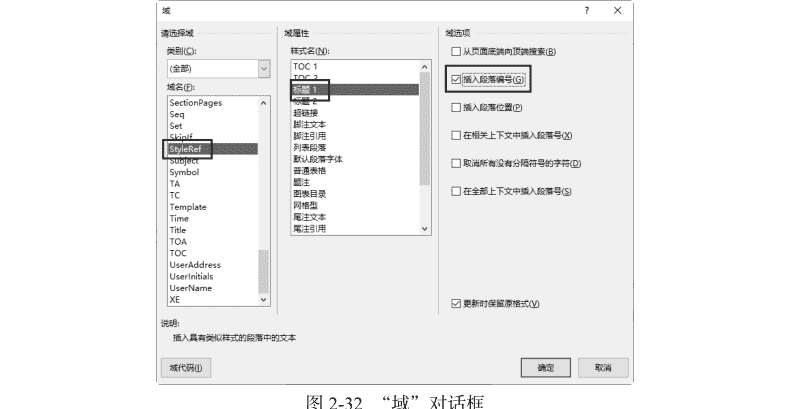 域
? ×
请选择域
类别(C):
(全部)
域名(F):
SectionPages
Seq
Set
SkipIf
StyleRef
Subject
Symbol
TA
TC
Template
Time
Title
TOA
TOC
UserAddress
UserInitials
UserName
XE
域属性
样式名(N):
TOC 1
TOC 2
标题 1
标题 2
超链接
脚注文本
脚注引用
列表段落
默认段落字体
普通表格
题注
图表目录
网格型
尾注文本
尾注引用
域选项
从页面底端向顶端搜索(B)
插入段落编号(G)
插入段落位置(P)
在相关上下文中插入段落号(X)
取消所有没有分隔符号的字符(D)
在全部上下文中插入段落号(S)
更新时保留原格式(V)
说明:
插入具有类似样式的段落中的文本
域代码(I)
确定
取消
图 2-32 “域”对话框